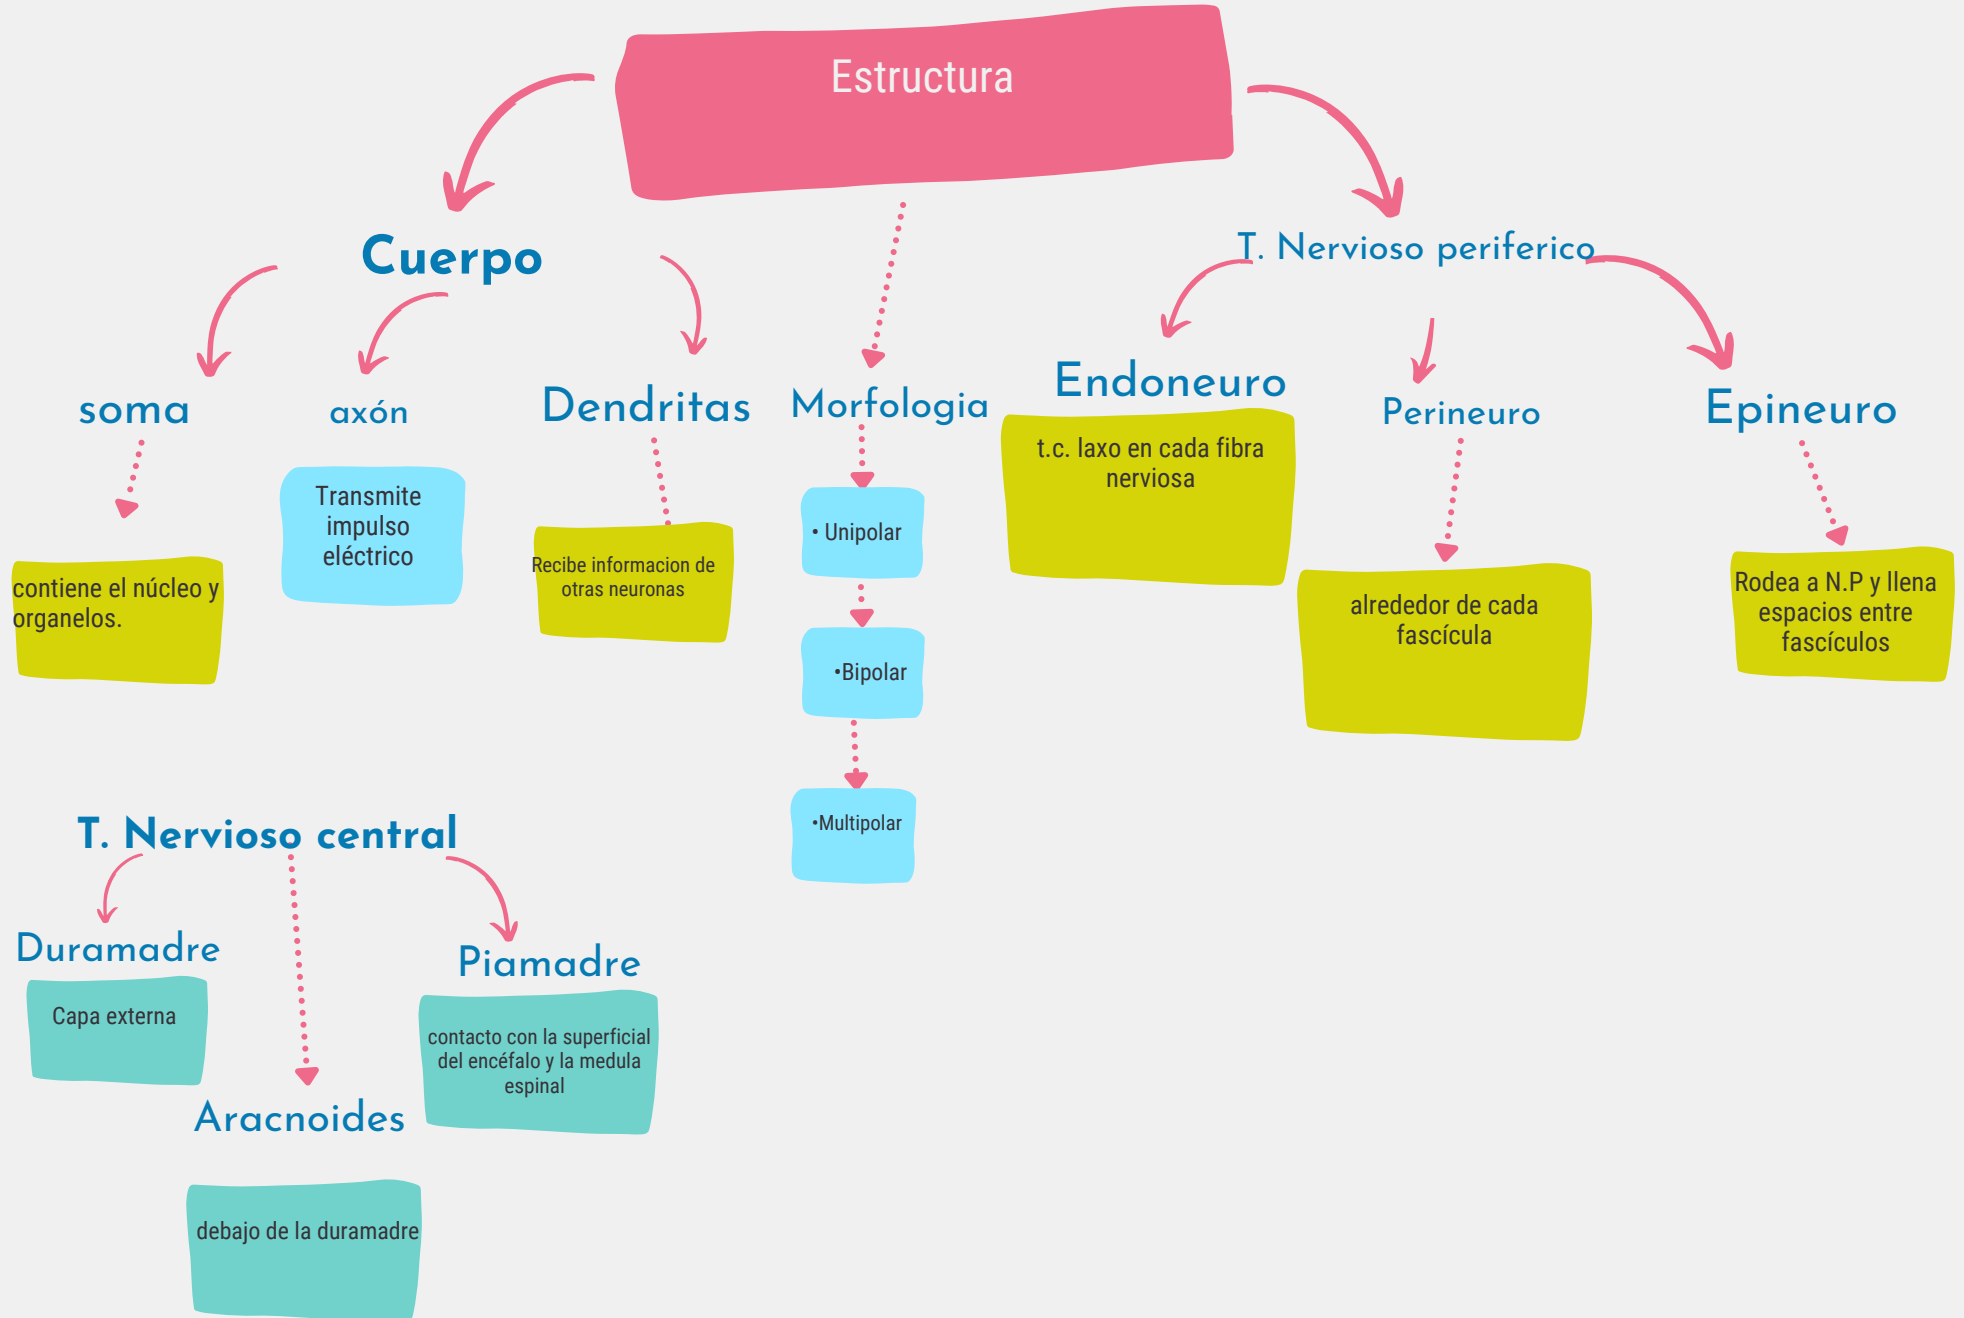 Estructura
Cuerpo
T. Nervioso periferico
soma
axón
Dendritas
Morfologia
Endoneuro
Perineuro
Epineuro
contiene el núcleo y
organelos.
Transmite
impulso
eléctrico
Recibe informacion de
otras neuronas
• Unipolar
•Bipolar
•Multipolar
t.c. laxo en cada fibra
nerviosa
alrededor de cada
fascícula
Rodea a N.P y llena
espacios entre
fascículos
T. Nervioso central
Duramadre
Capa externa
Piamadre
contacto con la superficial
del encéfalo y la medula
espinal
Aracnoides
debajo de la duramadre